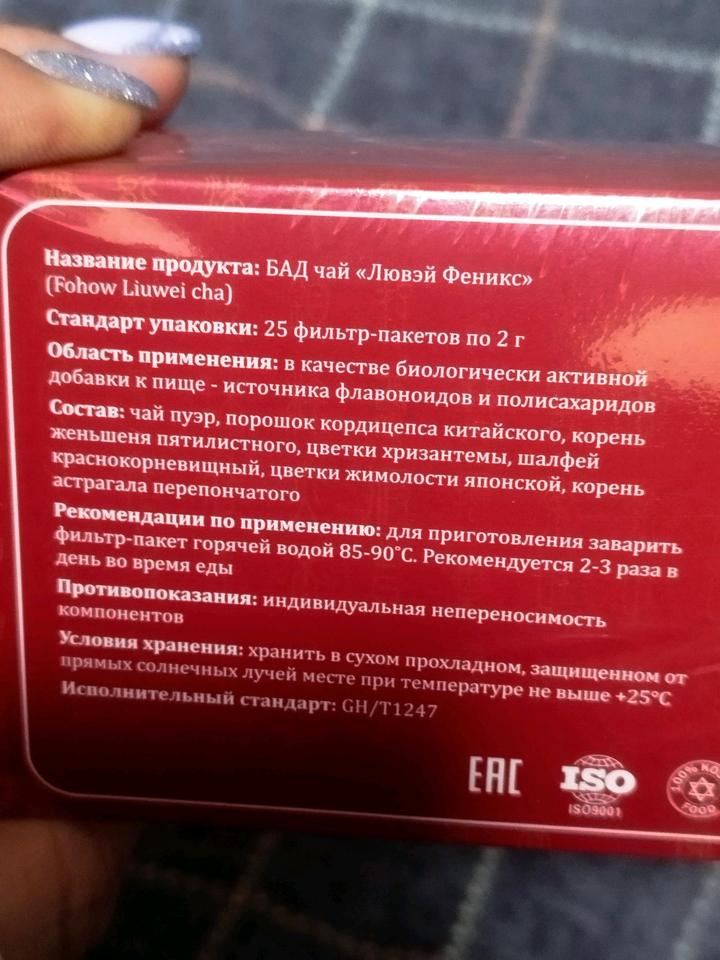 Название продукта: БАД чай «Лювэй Феникс»
(Fohow Liuwei cha)
Стандарт упаковки: 25 фильтр-пакетов по 2 г
Область применения: в качестве биологически активной
добавки к пище - источника флавоноидов и полисахаридов
Состав: чай пуэр, порошок кордицепса китайского, корень
женьшеня пятилистного, цветки хризантемы, шалфей
краснокорневищный, цветки жимолости японской, корень
астрагала перепончатого
Рекомендации по применению: для приготовления заварить
фильтр-пакет горячей водой 85-90°С. Рекомендуется 2-3 раза в
день во время еды
Противопоказания: индивидуальная непереносимость
компонентов
Условия хранения: хранить в сухом прохладном, защищенном от
прямых солнечных лучей месте при температуре не выше +25°С
Исполнительный стандарт: GH/T1247
EAC
ISO
ISO9001
100% KO
FOOD